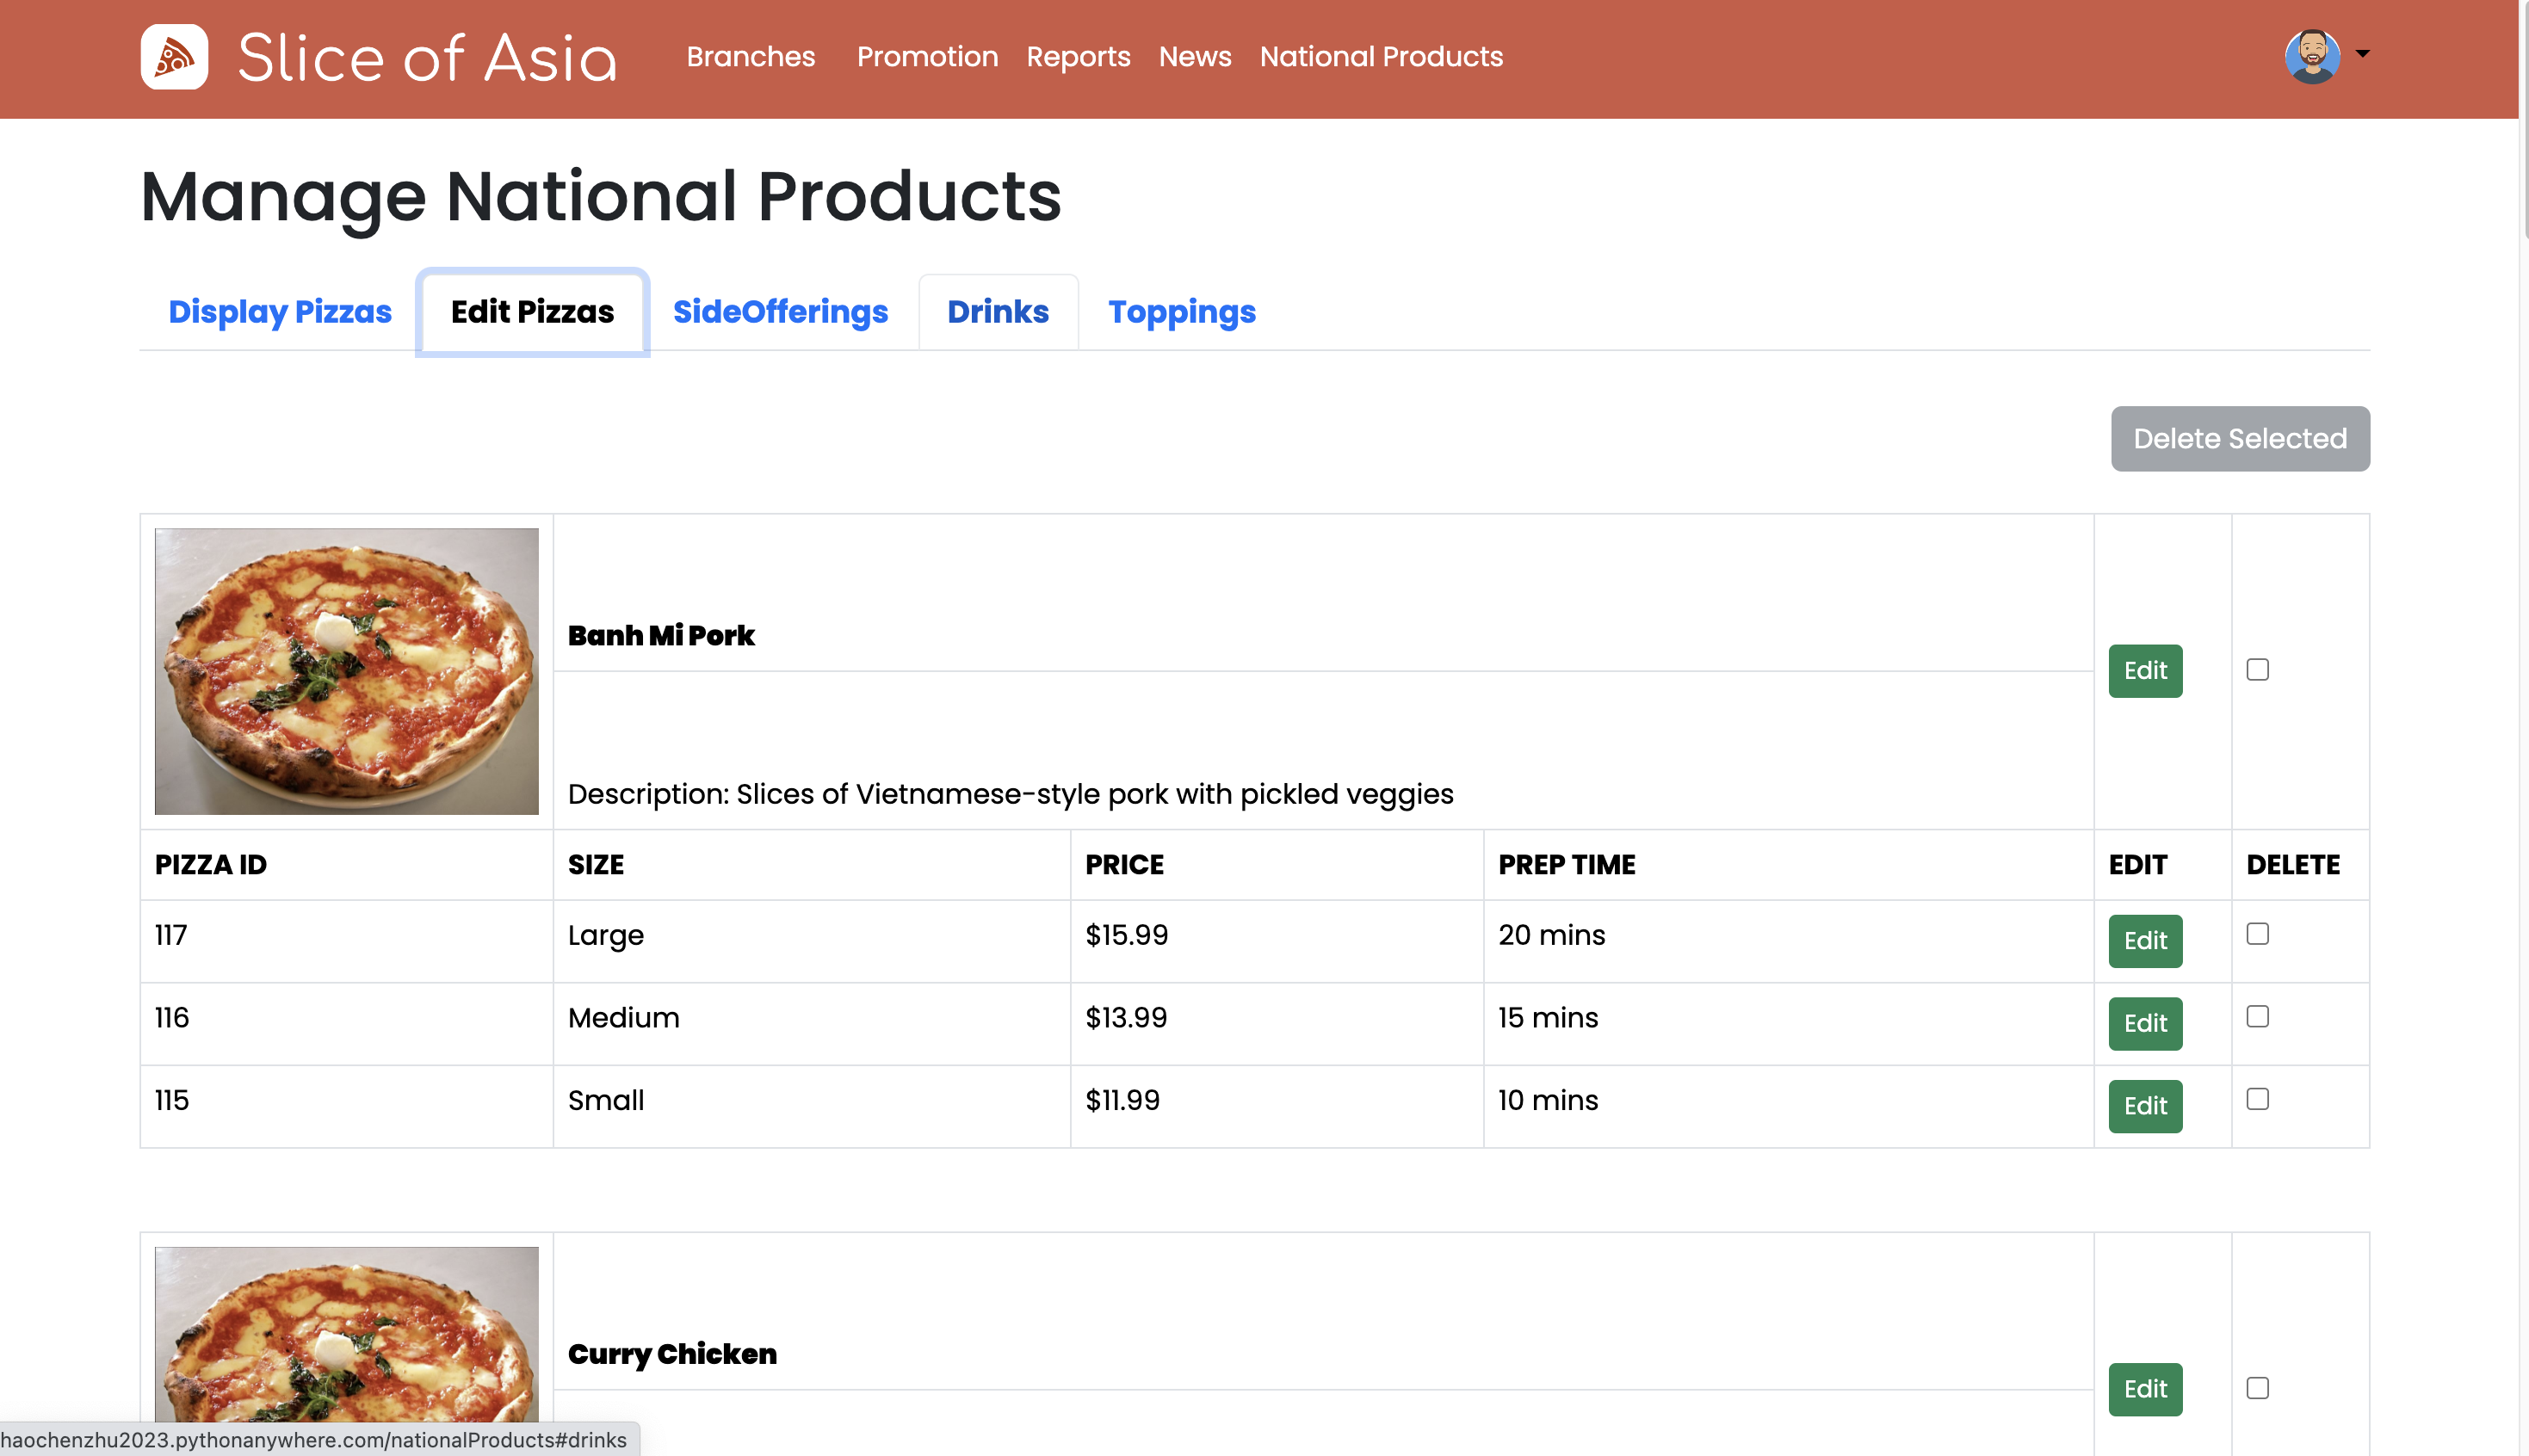 Slice of Asia Branches Promotion Reports News National Products
Manage National Products
Display Pizzas Edit Pizzas SideOfferings Drinks Toppings
Delete Selected
Banh Mi Pork
Edit
Description: Slices of Vietnamese-style pork with pickled veggies
PIZZA ID SIZE PRICE PREP TIME EDIT DELETE
117 Large $15.99 20 mins Edit
116 Medium $13.99 15 mins Edit
115 Small $11.99 10 mins Edit
Curry Chicken
Edit
haochenzhu2023.pythonanywhere.com/nationalProducts#drinks